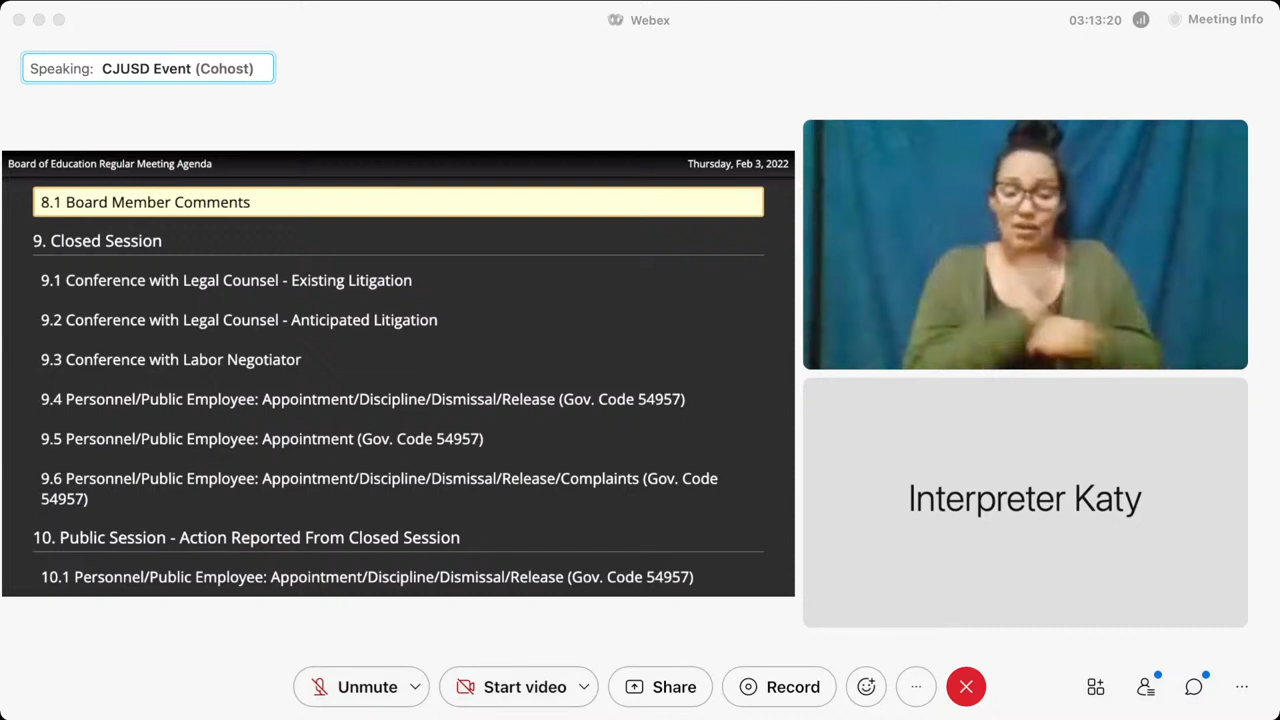 Webex
03:13:20
Meeting Info
Speaking: CJUSD Event (Cohost)
Board of Education Regular Meeting Agenda
Thursday, Feb 3, 2022
8.1 Board Member Comments
9. Closed Session
9.1 Conference with Legal Counsel - Existing Litigation
9.2 Conference with Legal Counsel - Anticipated Litigation
9.3 Conference with Labor Negotiator
9.4 Personnel/Public Employee: Appointment/Discipline/Dismissal/Release (Gov. Code 54957)
9.5 Personnel/Public Employee: Appointment (Gov. Code 54957)
9.6 Personnel/Public Employee: Appointment/Discipline/Dismissal/Release/Complaints (Gov. Code
54957)
10. Public Session - Action Reported From Closed Session
10.1 Personnel/Public Employee: Appointment/Discipline/Dismissal/Release (Gov. Code 54957)
Interpreter Katy
Unmute
Start video
Share
Record